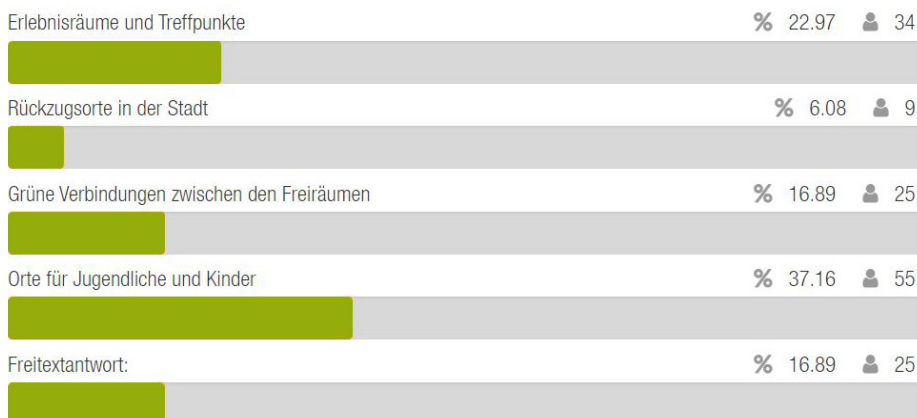 Erlebnisräume und Treffpunkte % 22.97 34
Rückzugsorte in der Stadt % 6.08 9
Grüne Verbindungen zwischen den Freiräumen % 16.89 25
Orte für Jugendliche und Kinder % 37.16 55
Freitextantwort: % 16.89 25